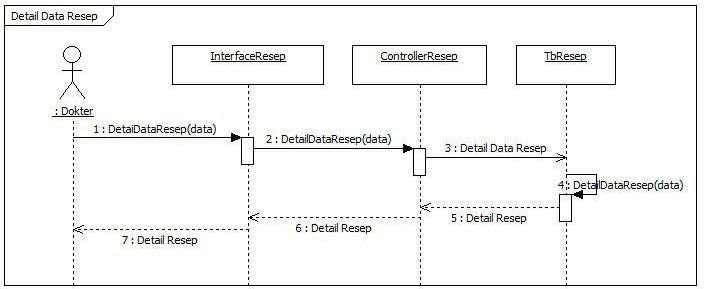 Detail Data Resep
InterfaceResep
ControllerResep
TbResep
: Dokter
1 : DetaiDataResep(data)
2 : DetailDataResep(data)
3 : Detail Data Resep
4 : DetailDataResep(data)
5 : Detail Resep
6 : Detail Resep
7 : Detail Resep